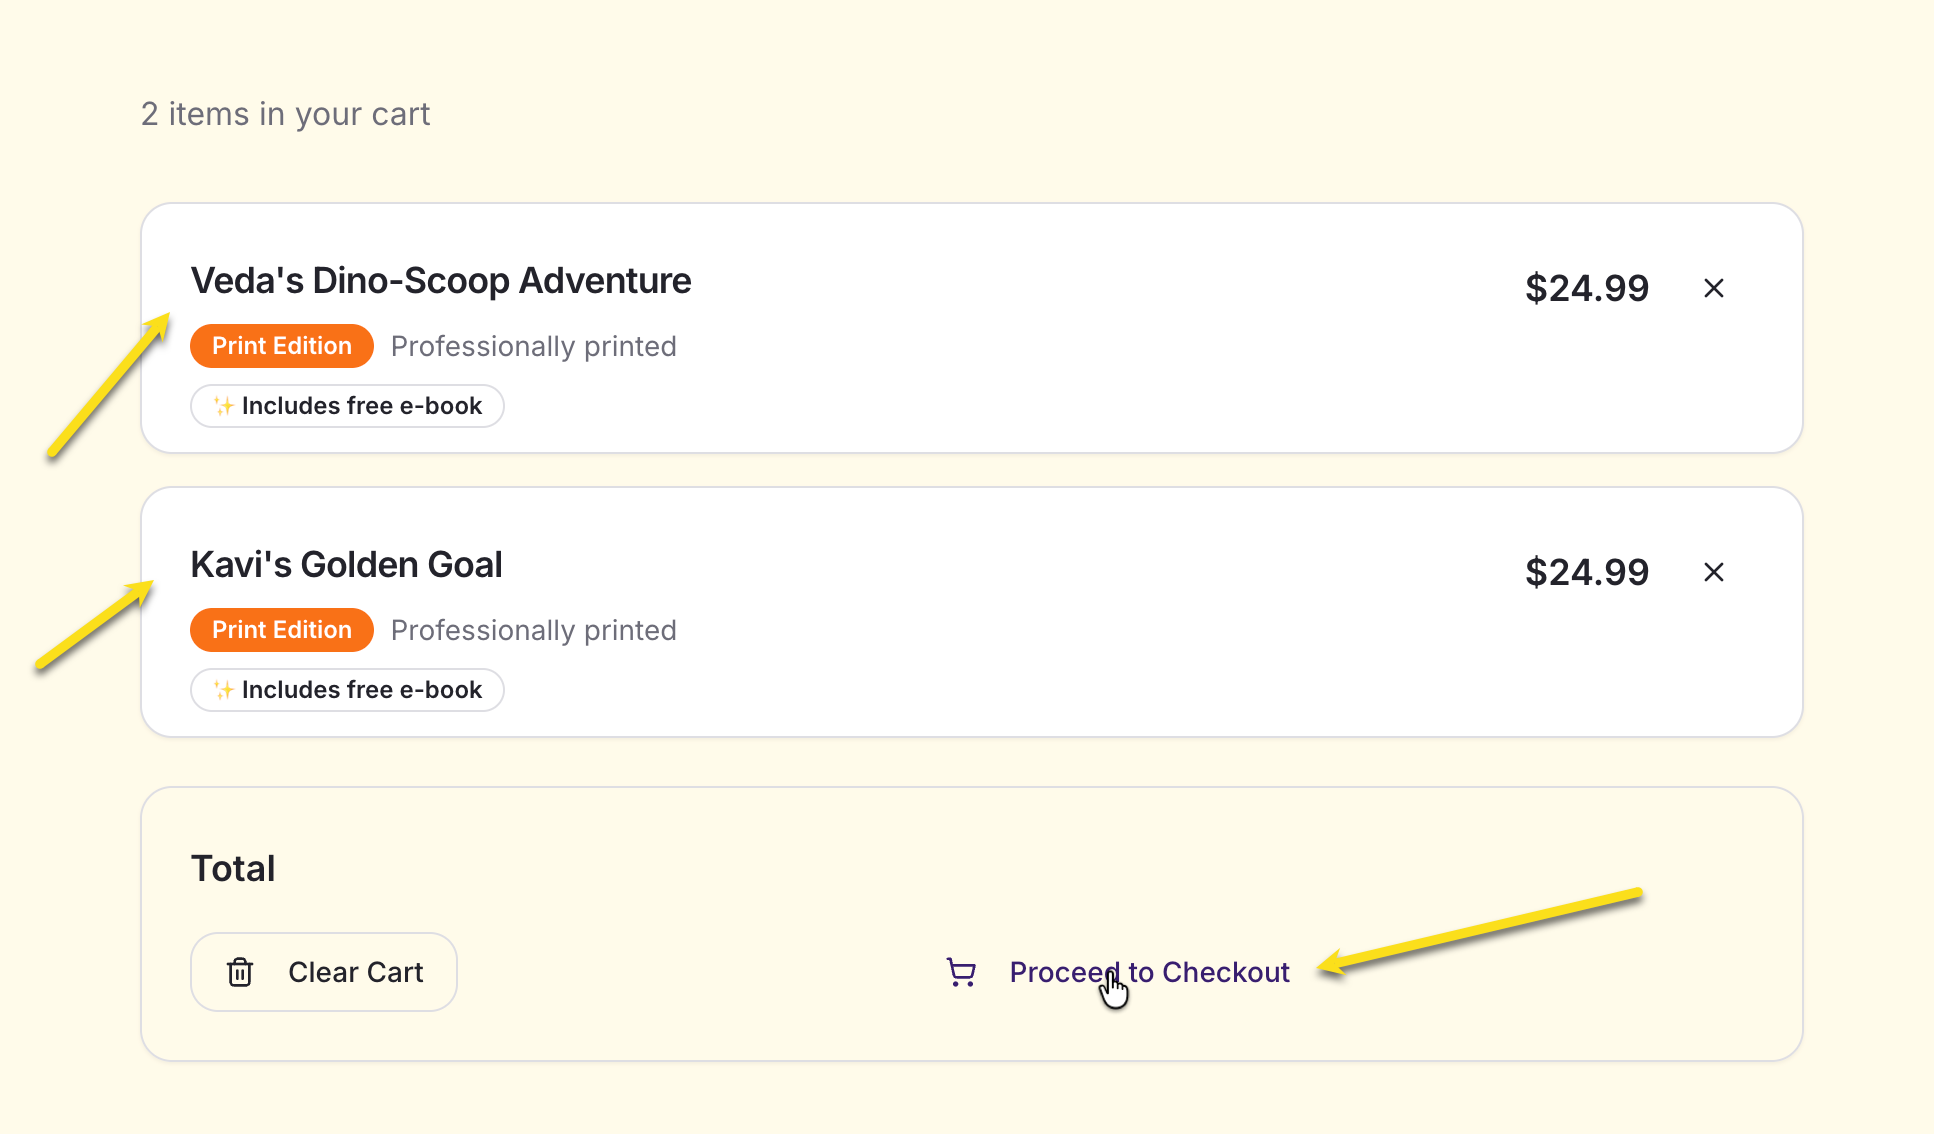 2 items in your cart
Veda's Dino-Scoop Adventure
$24.99
Print Edition Professionally printed
✨ Includes free e-book
Kavi's Golden Goal
$24.99
Print Edition Professionally printed
✨ Includes free e-book
Total
Clear Cart
Proceed to Checkout